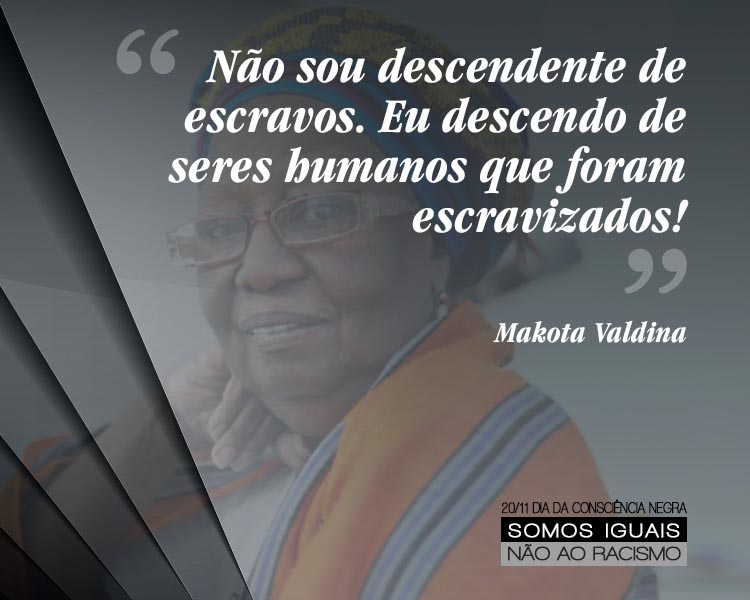 “
Não sou descendente de
escravos. Eu descendo de
seres humanos que foram
escravizados!
”
Makota Valdina
20/11 DIA DA CONSCIÊNCIA NEGRA
SOMOS IGUAIS
NÃO AO RACISMO